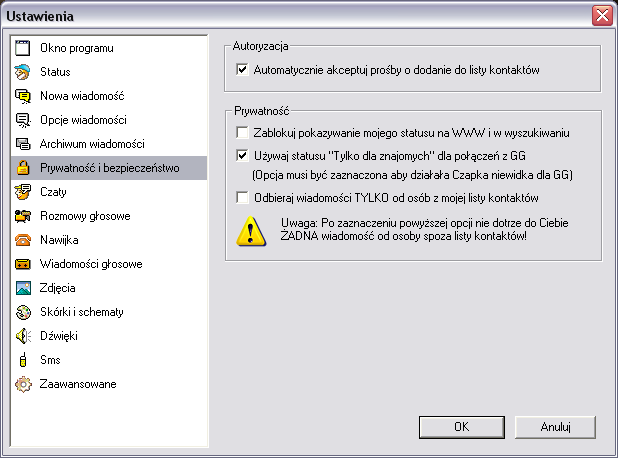 Ustawienia
Okno programu
Status
Nowa wiadomość
Opcje wiadomości
Archiwum wiadomości
Prywatność i bezpieczeństwo
Czaty
Rozmowy głosowe
Nawijka
Wiadomości głosowe
Zdjęcia
Skórki i schematy
Dźwięki
Sms
Zaawansowane
Autoryzacja
Automatycznie akceptuj prośby o dodanie do listy kontaktów
Prywatność
Zablokuj pokazywanie mojego statusu na WWW i w wyszukiwaniu
Używaj statusu "Tylko dla znajomych" dla połączeń z GG
(Opcja musi być zaznaczona aby działała Czapka niewidka dla GG)
Odbieraj wiadomości TYLKO od osób z mojej listy kontaktów
Uwaga: Po zaznaczeniu powyższej opcji nie dotrze do Ciebie
ŻADNA wiadomość od osoby spoza listy kontaktów!
OK
Anuluj